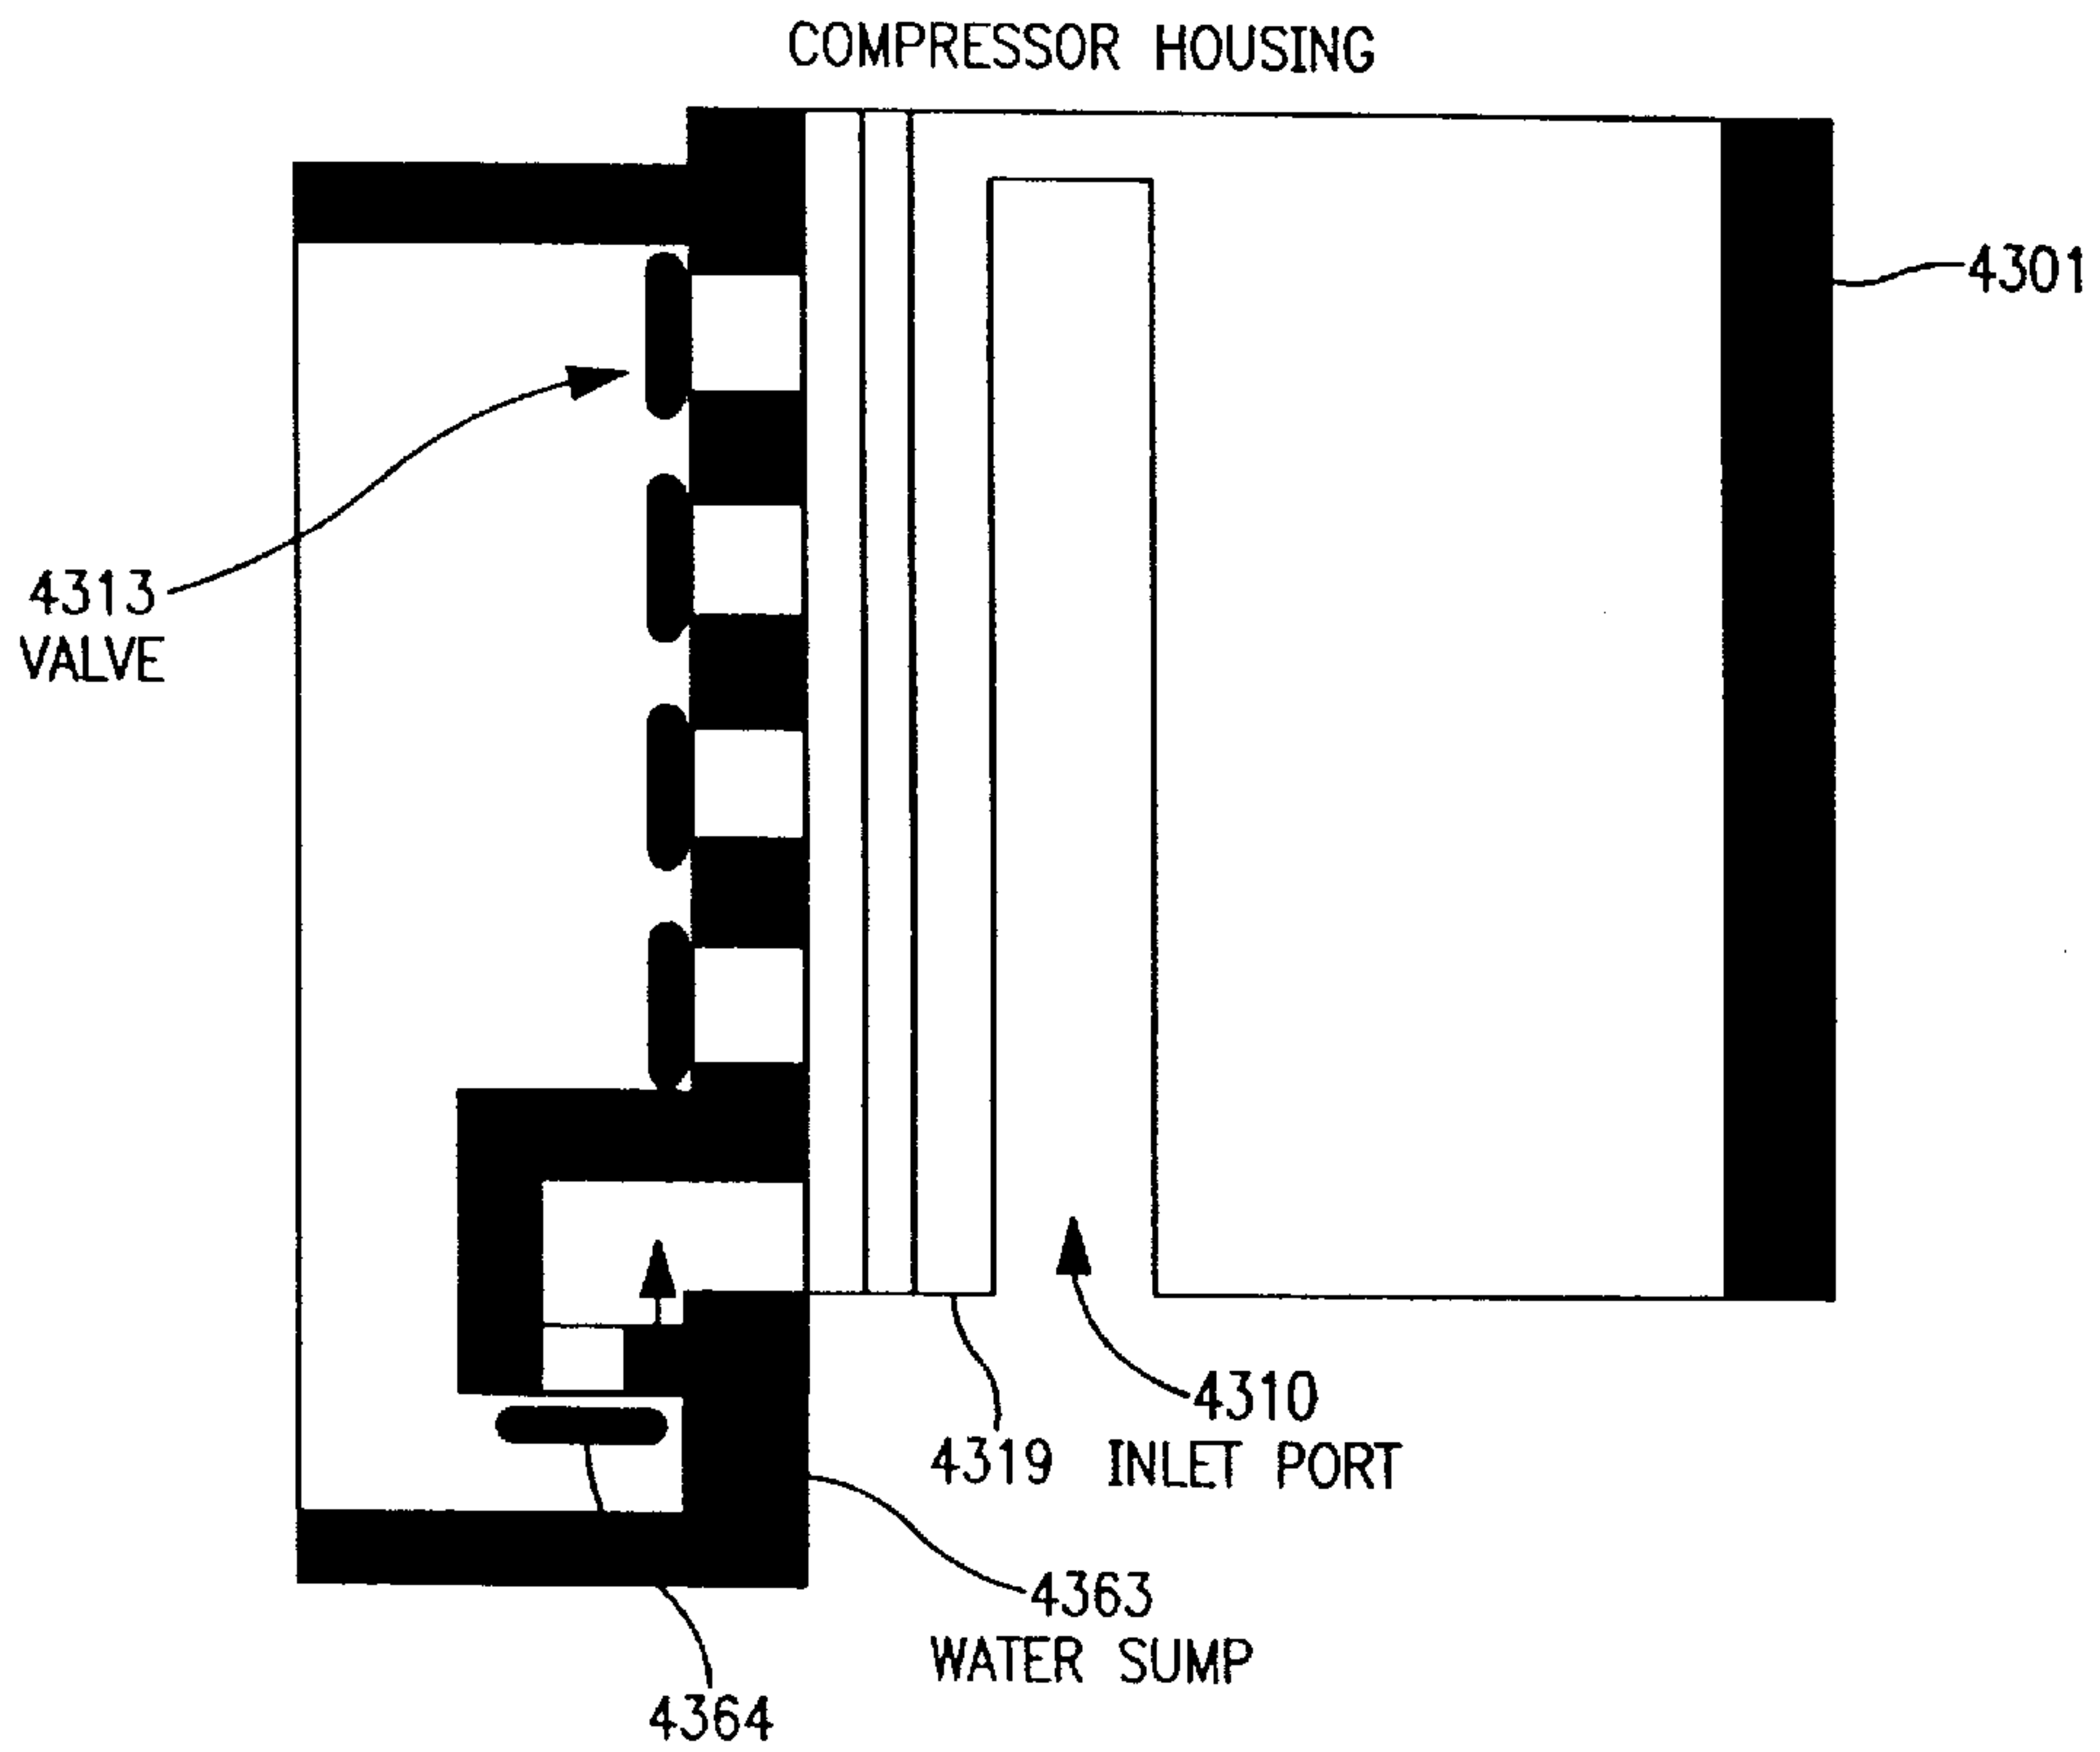 COMPRESSOR HOUSING
4301
4313
VALVE
4310
4319 INLET PORT
4363
WATER SUMP
4364